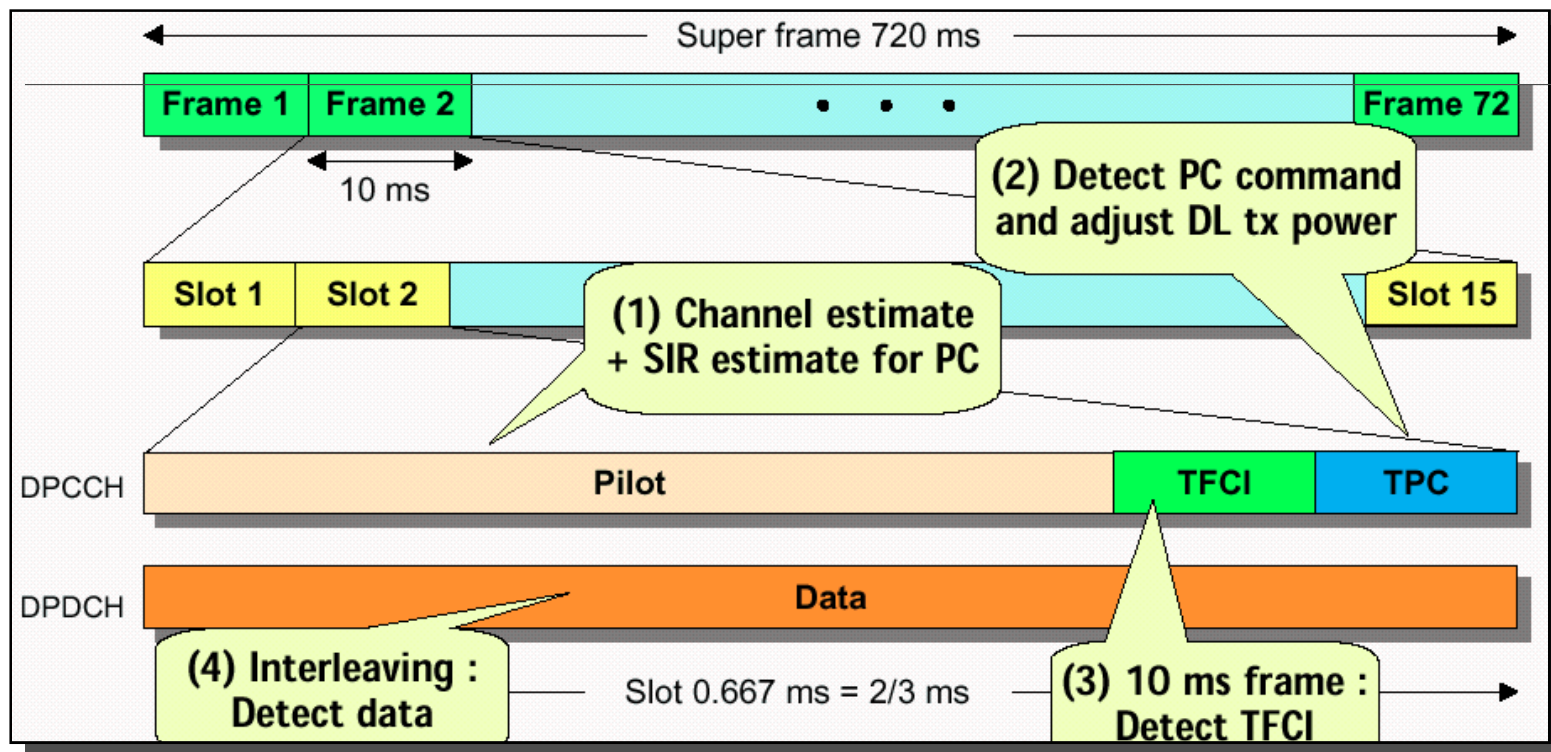 Super frame 720 ms
Frame 1 Frame 2 • • • Frame 72
10 ms
(2) Detect PC command
and adjust DL tx power
Slot 1 Slot 2 Slot 15
(1) Channel estimate
+ SIR estimate for PC
DPCCH Pilot TFCI TPC
DPDCH Data
(4) Interleaving :
Detect data
Slot 0.667 ms = 2/3 ms
(3) 10 ms frame :
Detect TFCI